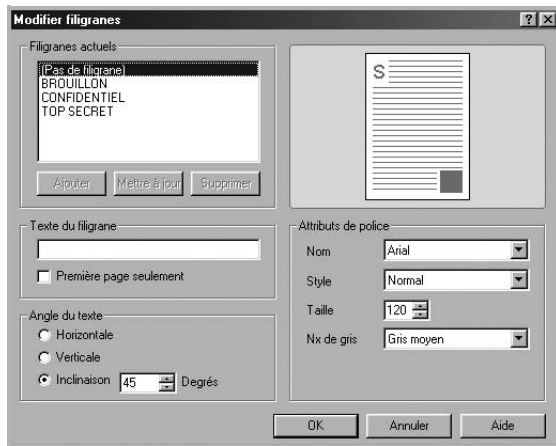 Modifier filigranes
Filigranes actuels
(Pas de filigrane)
BROUILLON
CONFIDENTIEL
TOP SECRET
Ajouter
Mettre à jour
Supprimer
S
Texte du filigrane
Première page seulement
Angle du texte
Horizontale
Verticale
Inclinaison 45 Degrés
Attributs de police
Nom Arial
Style Normal
Taille 120
Nx de gris Gris moyen
OK Annuler Aide